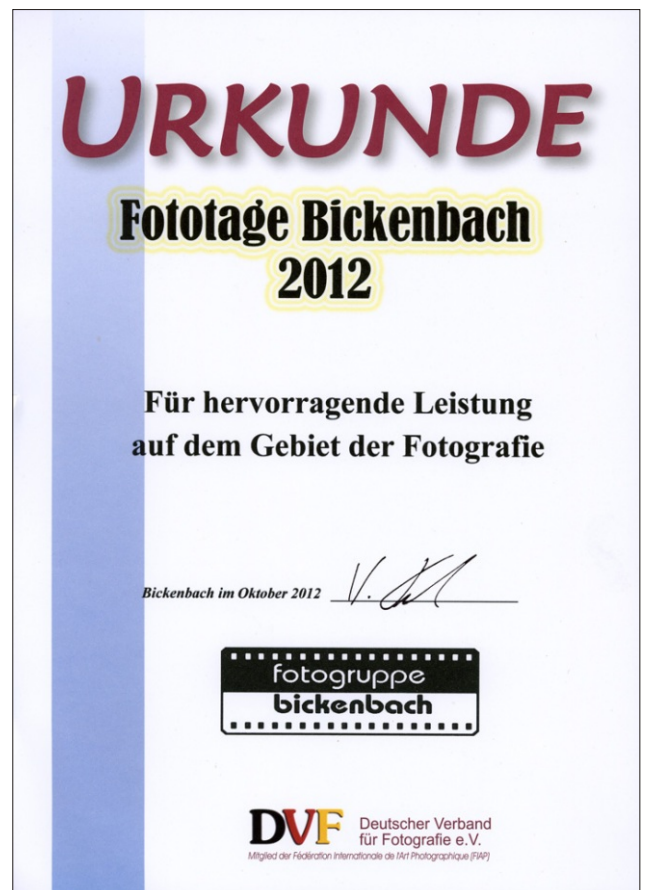 URKUNDE
Fototage Bickenbach
2012
Für hervorragende Leistung
auf dem Gebiet der Fotografie
Bickenbach im Oktober 2012
fotogruppe
bickenbach
DVF Deutscher Verband
für Fotografie e.V.
Mitglied der Fédération Internationale de l'Art Photographique (FIAP)